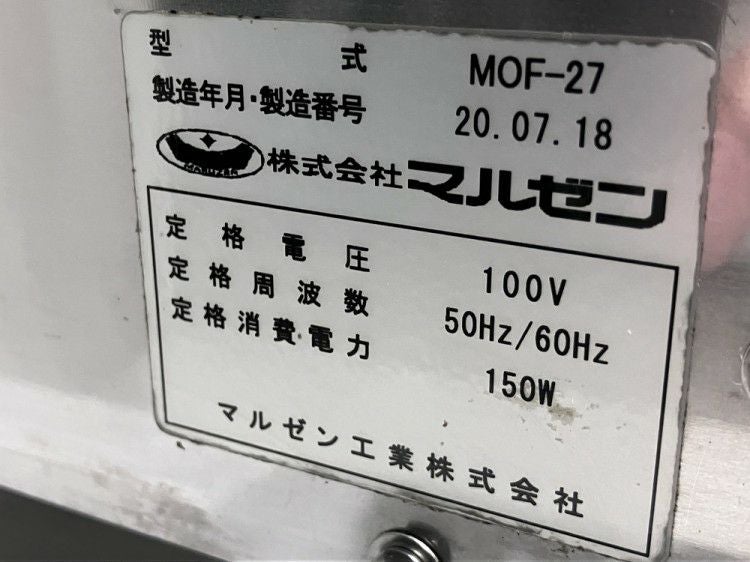 型式 MOF-27
製造年月・製造番号 20.07.18
MARUZEN 株式会社マルゼン
定格電圧 100V
定格周波数 50Hz/60Hz
定格消費電力 150W
マルゼン工業株式会社